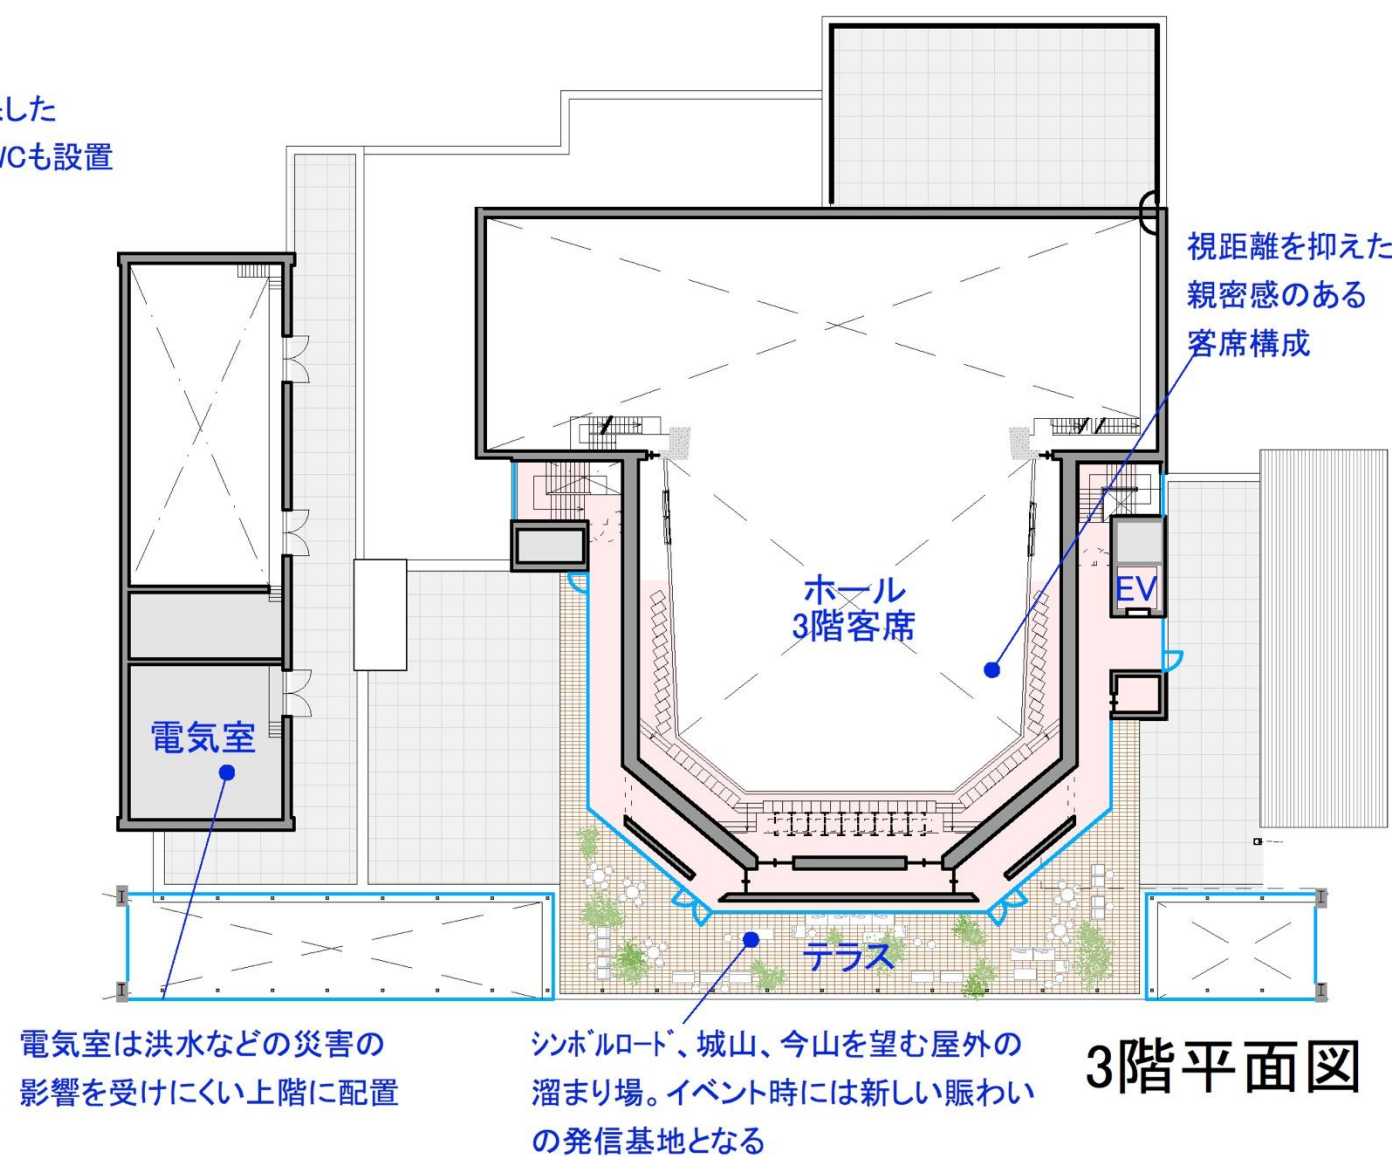 した
WCも設置
視距離を抑えた
親密感のある
客席構成
ホール
3階客席
EV
電気室
テラス
電気室は洪水などの災害の
影響を受けにくい上階に配置
シンボルロード、城山、今山を望む屋外の
溜まり場。イベント時には新しい賑わい
の発信基地となる
3階平面図